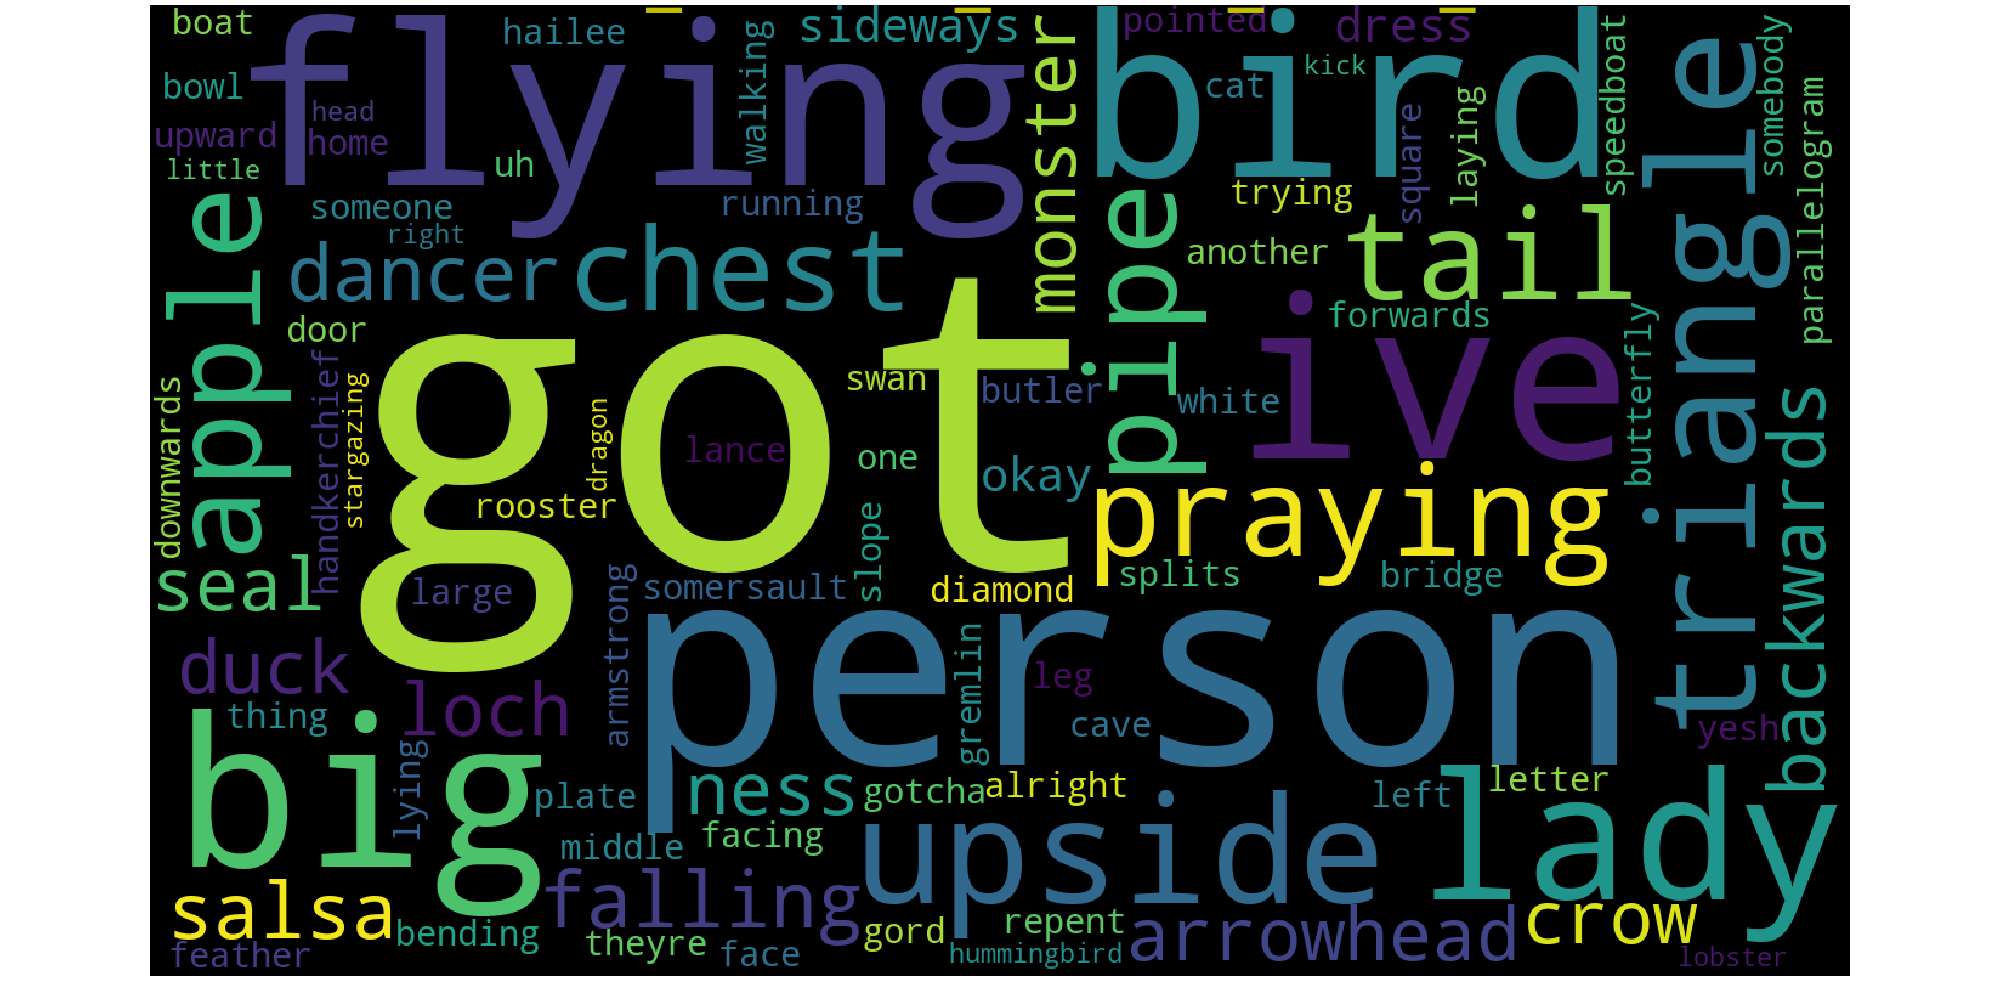 boat
hailee
sideways
pointed
dress
flying
bird
kick
bowl
head
walking
monster
cat
square
laying
speedboat
somebody
upward
home
uh
little
triangle
parallelogram
someone
running
trying
right
apple
dancer
chest
pipe
another
tail
door
forwards
ive
got
swan
butler
white
butterfly
downwards
handkerchief
stargazing
dragon
lance
one
okay
backwards
rooster
slope
praying
seal
large
somersault
diamond
splits
bridge
armstrong
person
duck
loch
gremlin
leg
thing
cave
yesh
big
lying
plate
ness
gotcha
alright
left
letter
middle
facing
upside
lady
salsa
falling
bending
theyre
gord
repent
arrowhead
crow
feather
face
hummingbird
lobster